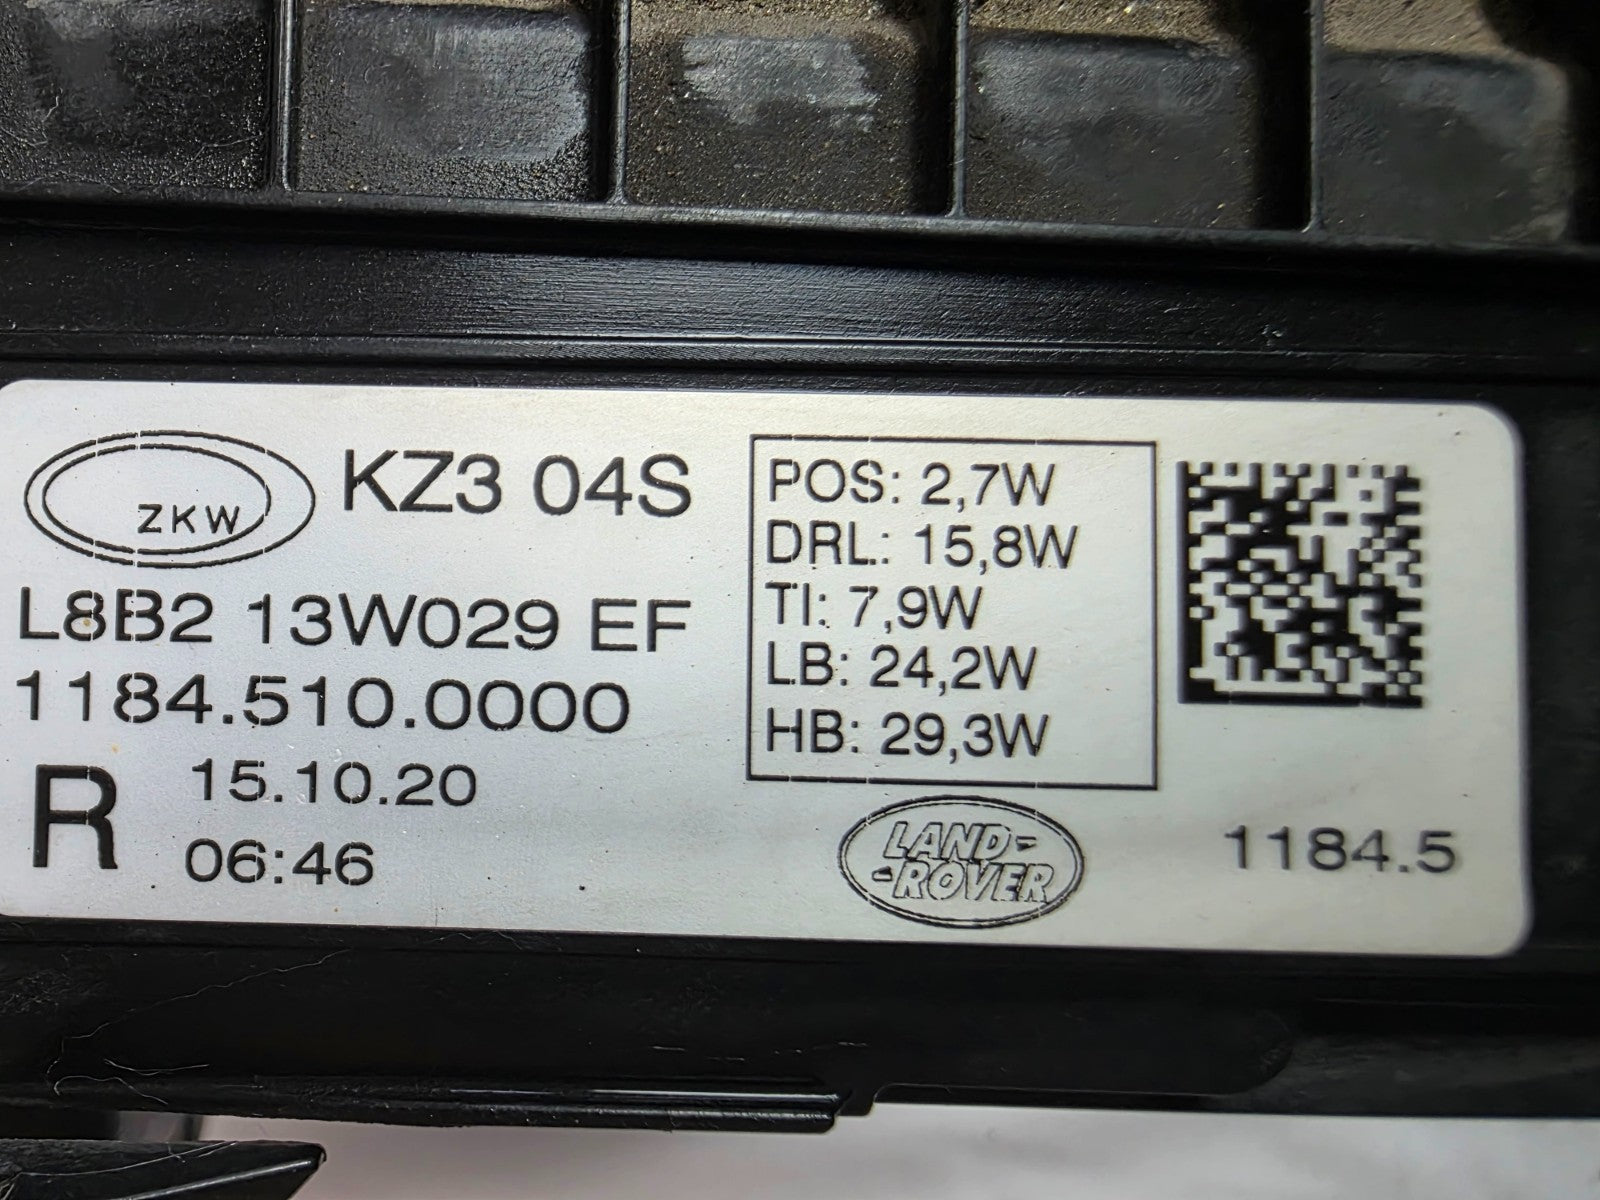 ZKW KZ3 04S
L8B2 13W029 EF
1184.510.0000
R 15.10.20
06:46
POS: 2,7W
DRL: 15,8W
TI: 7,9W
LB: 24,2W
HB: 29,3W
LAND-
-ROVER
1184.5